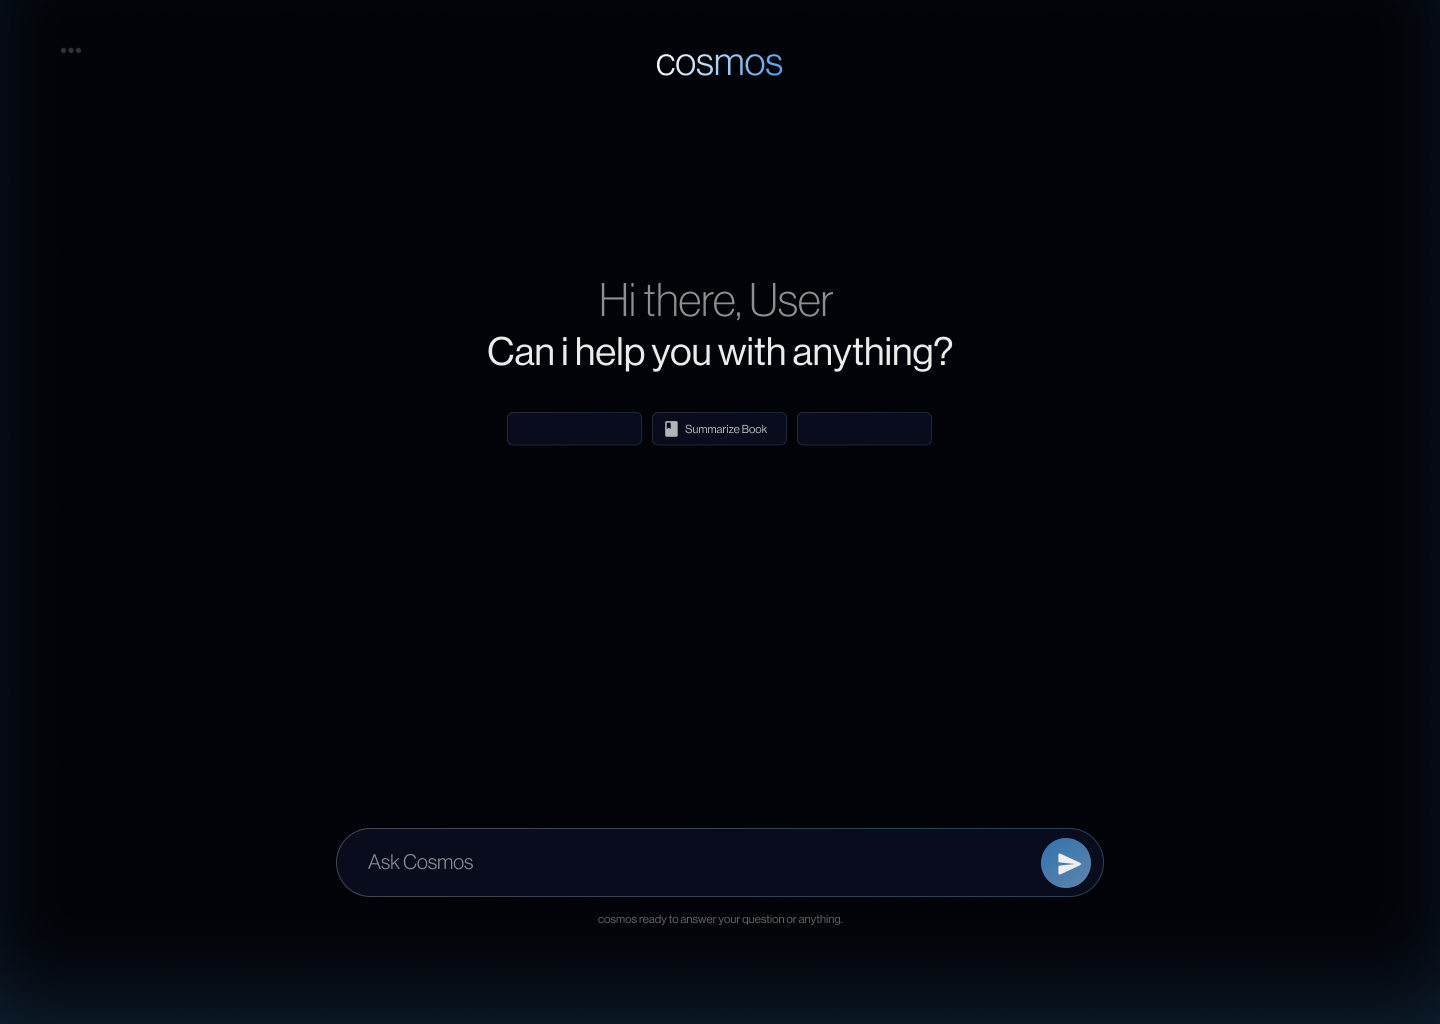 cosmos
Hi there, User
Can i help you with anything?
Summarize Book
Ask Cosmos
cosmos ready to answer your question or anything.